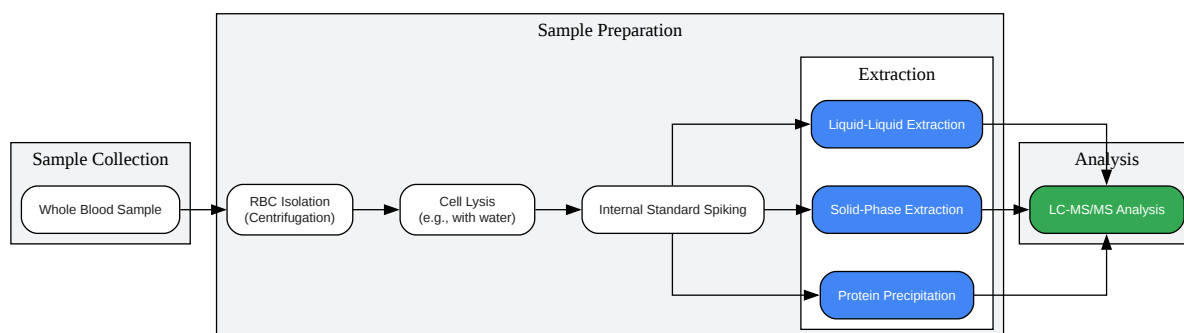 Sample Preparation
Extraction
Liquid-Liquid Extraction
Sample Collection
Analysis
Whole Blood Sample
RBC Isolation
(Centrifugation)
Cell Lysis
(e.g., with water)
Internal Standard Spiking
Solid-Phase Extraction
LC-MS/MS Analysis
Protein Precipitation